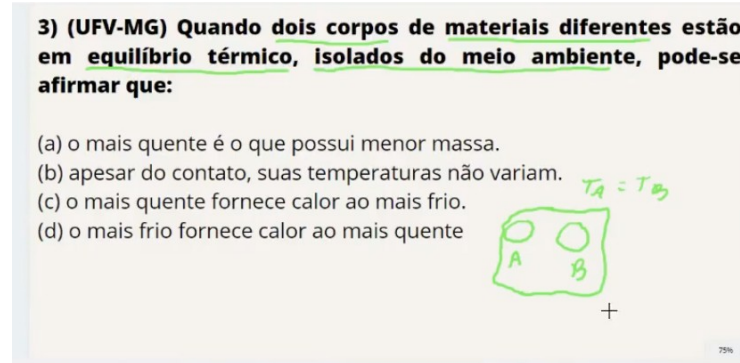 3) (UFV-MG) Quando dois corpos de materiais diferentes estão
em equilíbrio térmico, isolados do meio ambiente, pode-se
afirmar que:
(a) o mais quente é o que possui menor massa.
(b) apesar do contato, suas temperaturas não variam.
TA = TB
(c) o mais quente fornece calor ao mais frio.
(d) o mais frio fornece calor ao mais quente
A B
75%